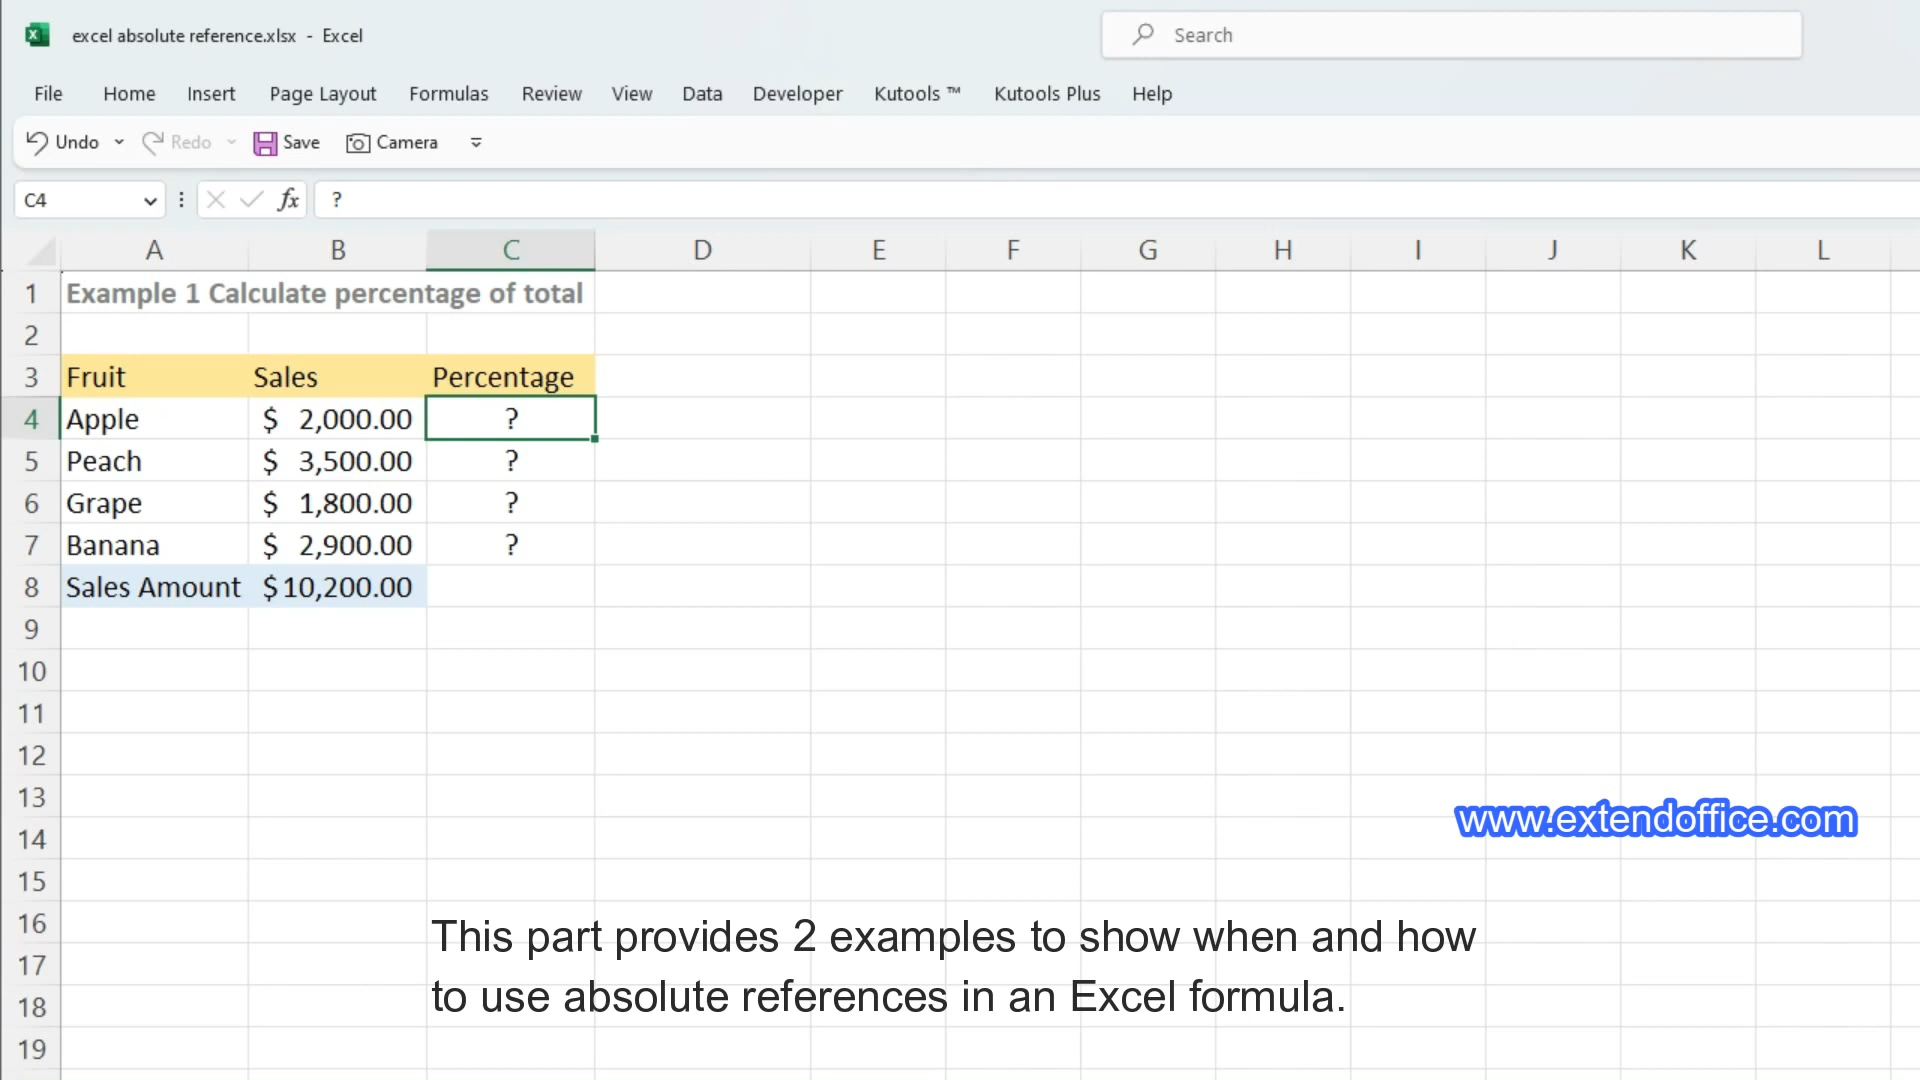 excel absolute reference.xlsx - Excel
Search
File Home Insert Page Layout Formulas Review View Data Developer Kutools ™ Kutools Plus Help
Undo Redo Save Camera
C4 fx ?
A B C D E F G H I J K L
1 Example 1 Calculate percentage of total
2
3 Fruit Sales Percentage
4 Apple $ 2,000.00 ?
5 Peach $ 3,500.00 ?
6 Grape $ 1,800.00 ?
7 Banana $ 2,900.00 ?
8 Sales Amount $10,200.00
9
10
11
12
13
www.extendoffice.com
14
15
16
This part provides 2 examples to show when and how
17
to use absolute references in an Excel formula.
18
19